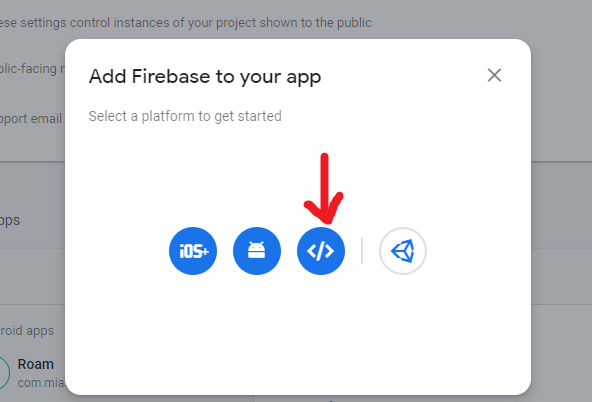 ese settings control instances of your project shown to the public
blic-facing
Add Firebase to your app
Select a platform to get started
pport email
iOS+
</>
pps
roid apps
Roam
com.mia